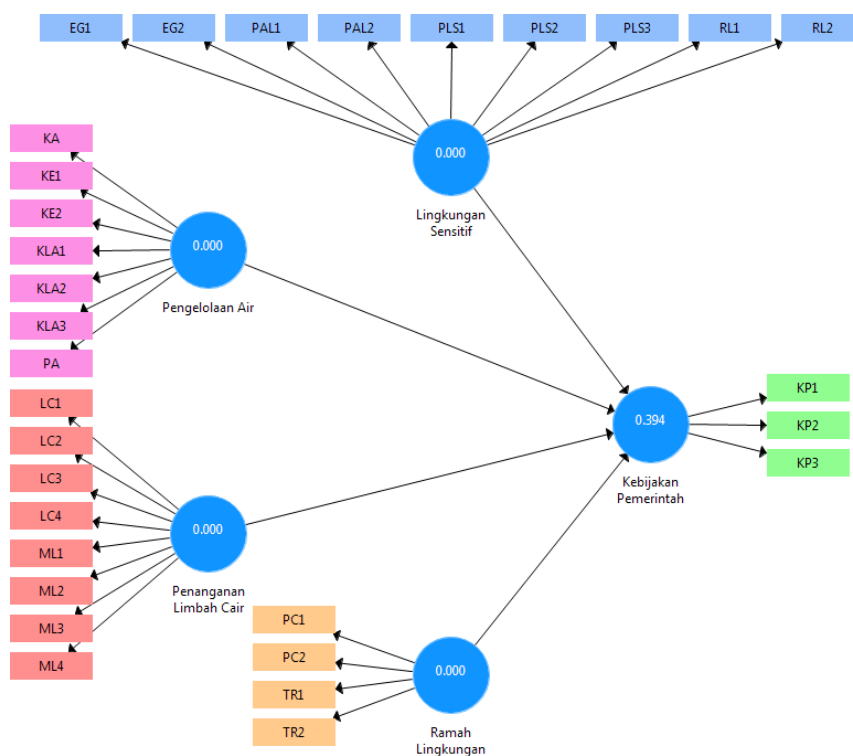 EG1
EG2
PAL1
PAL2
PLS1
PLS2
PLS3
RL1
RL2
0.000
Lingkungan
Sensitif
KA
KE1
KE2
KLA1
KLA2
KLA3
PA
0.000
Pengelolaan Air
LC1
LC2
LC3
LC4
ML1
ML2
ML3
ML4
0.000
Penanganan
Limbah Cair
0.394
Kebijakan
Pemerintah
KP1
KP2
KP3
PC1
PC2
TR1
TR2
0.000
Ramah
Lingkungan